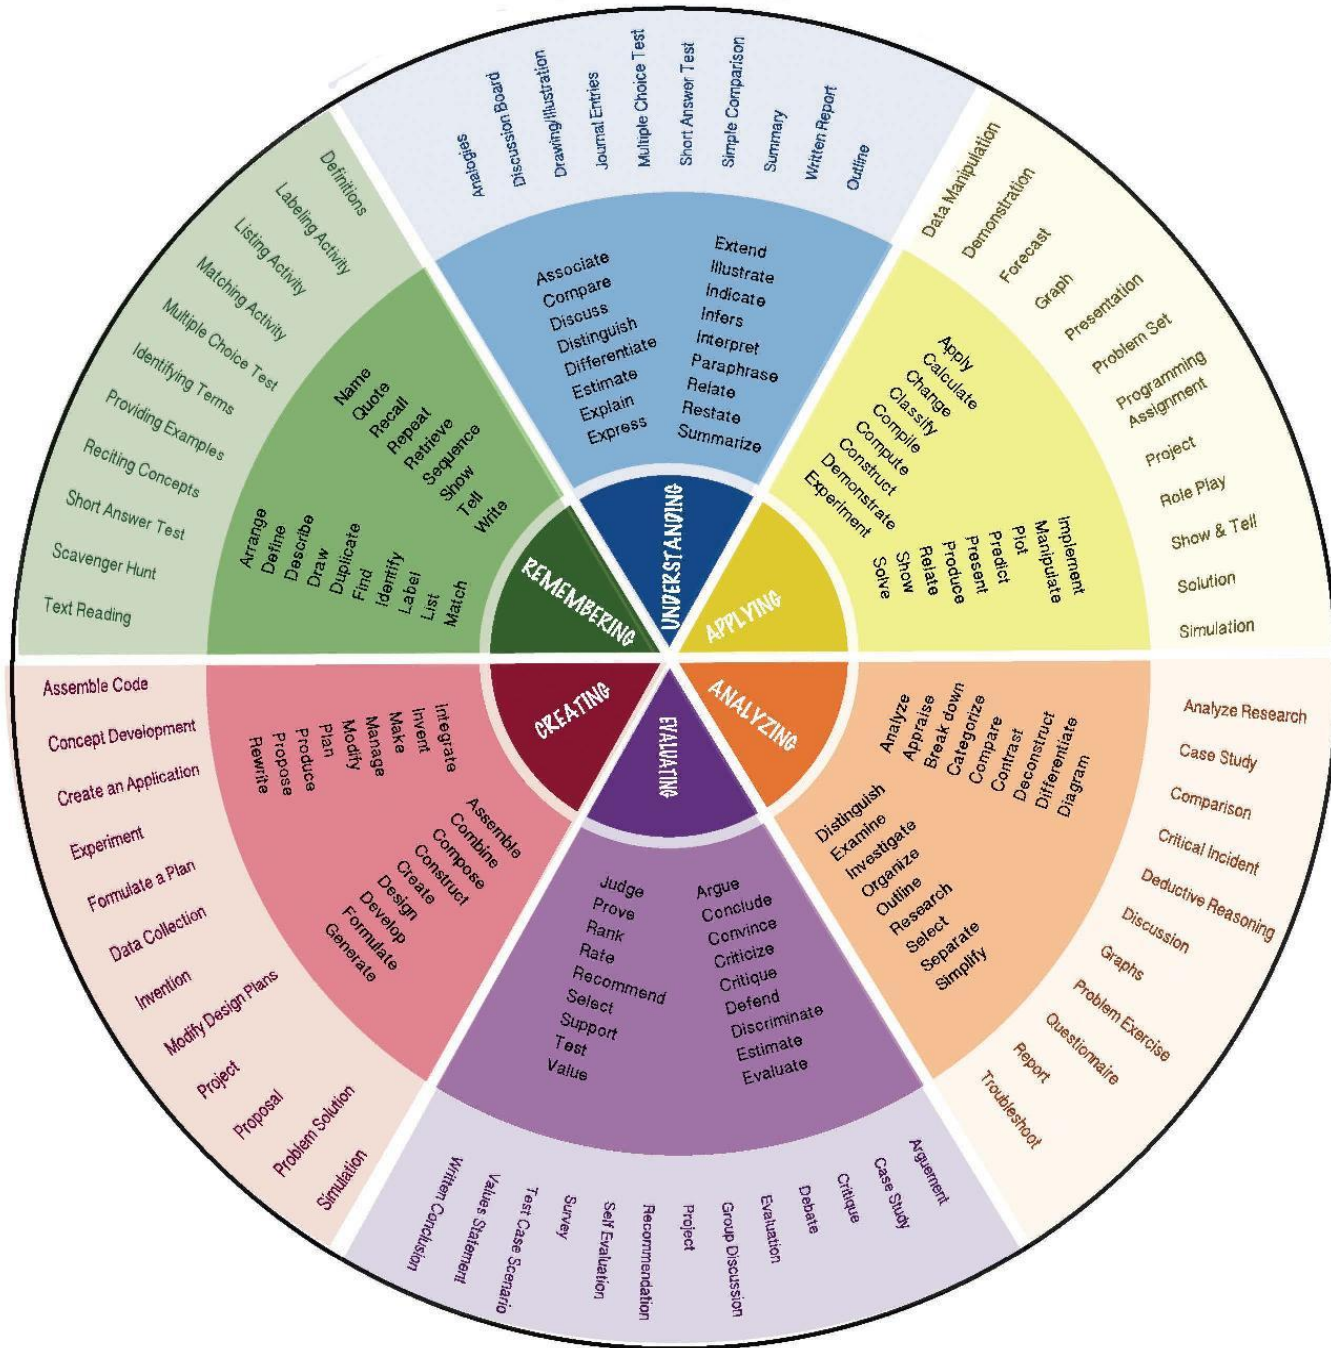 REMEMBERING
Name
Quote
Recall
Repeat
Retrieve
Sequence
Show
Tell
Write
Arrange
Define
Describe
Draw
Duplicate
Find
Identify
Label
List
Match
Definitions
Labeling Activity
Listing Activity
Matching Activity
Multiple Choice Test
Identifying Terms
Providing Examples
Reciting Concepts
Short Answer Test
Scavenger Hunt
Text Reading
UNDERSTANDING
Associate
Compare
Discuss
Distinguish
Differentiate
Estimate
Explain
Express
Extend
Illustrate
Indicate
Infers
Interpret
Paraphrase
Relate
Restate
Summarize
Analogies
Discussion Board
Drawing/Illustration
Journal Entries
Multiple Choice Test
Short Answer Test
Simple Comparison
Summary
Written Report
Outline
APPLYING
Apply
Calculate
Change
Classify
Compile
Compute
Construct
Demonstrate
Experiment
Implement
Manipulate
Plot
Predict
Present
Produce
Relate
Show
Solve
Data Manipulation
Demonstration
Forecast
Graph
Presentation
Problem Set
Programming
Assignment
Project
Role Play
Show & Tell
Solution
Simulation
ANALYZING
Analyze
Appraise
Break down
Categorize
Compare
Contrast
Deconstruct
Differentiate
Diagram
Distinguish
Examine
Investigate
Organize
Outline
Research
Select
Separate
Simplify
Analyze Research
Case Study
Comparison
Critical Incident
Deductive Reasoning
Discussion
Graphs
Problem Exercise
Questionnaire
Report
Troubleshoot
EVALUATING
Argue
Conclude
Convince
Criticize
Critique
Defend
Discriminate
Estimate
Evaluate
Judge
Prove
Rank
Rate
Recommend
Select
Support
Test
Value
Arguement
Case Study
Critique
Debate
Evaluation
Group Discussion
Project
Recommendation
Self Evaluation
Survey
Test Case Scenario
Values Statement
Written Conclusion
CREATING
Assemble
Combine
Compose
Construct
Create
Design
Develop
Formulate
Generate
Integrate
Invent
Make
Manage
Modify
Plan
Produce
Propose
Rewrite
Assemble Code
Concept Development
Create an Application
Experiment
Formulate a Plan
Data Collection
Invention
Modify Design Plans
Project
Proposal
Problem Solution
Simulation